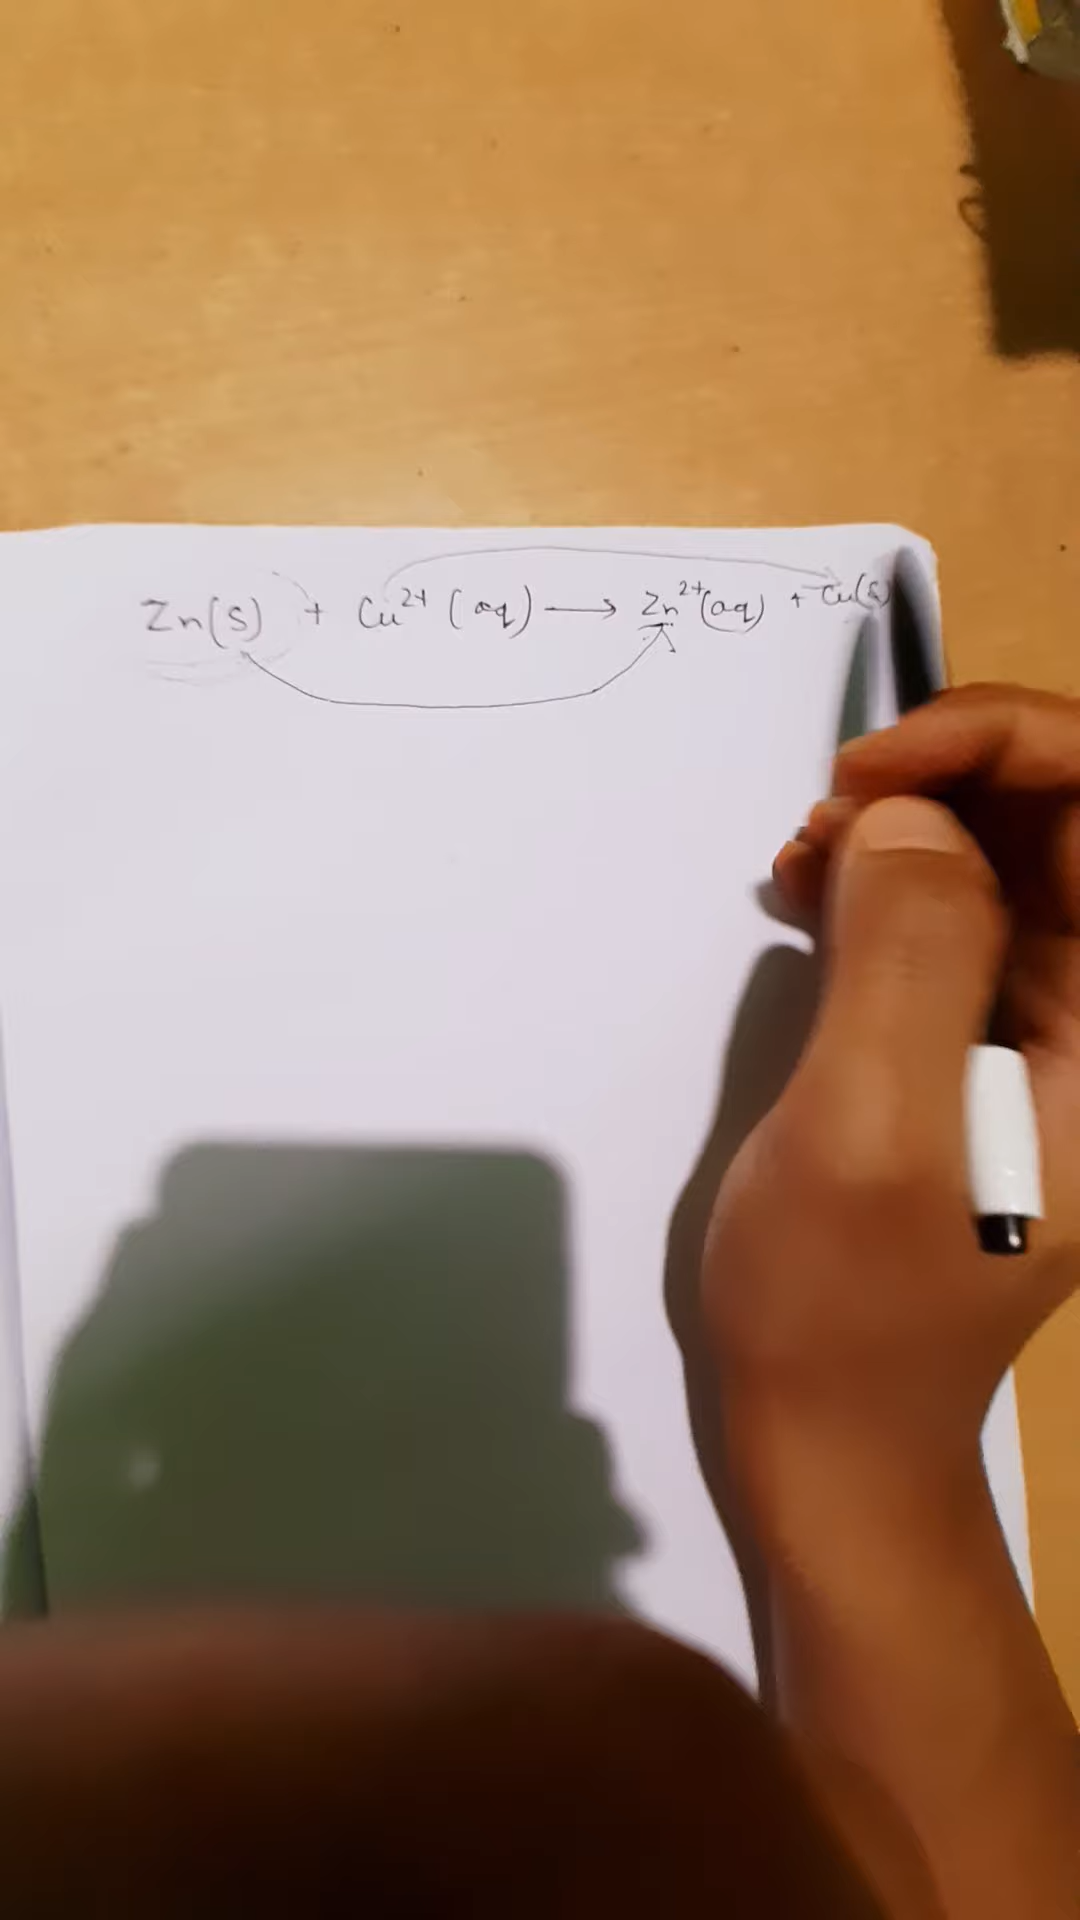 Zn(s) + Cu²⁺ (aq) → Zn²⁺(aq) + Cu(s)